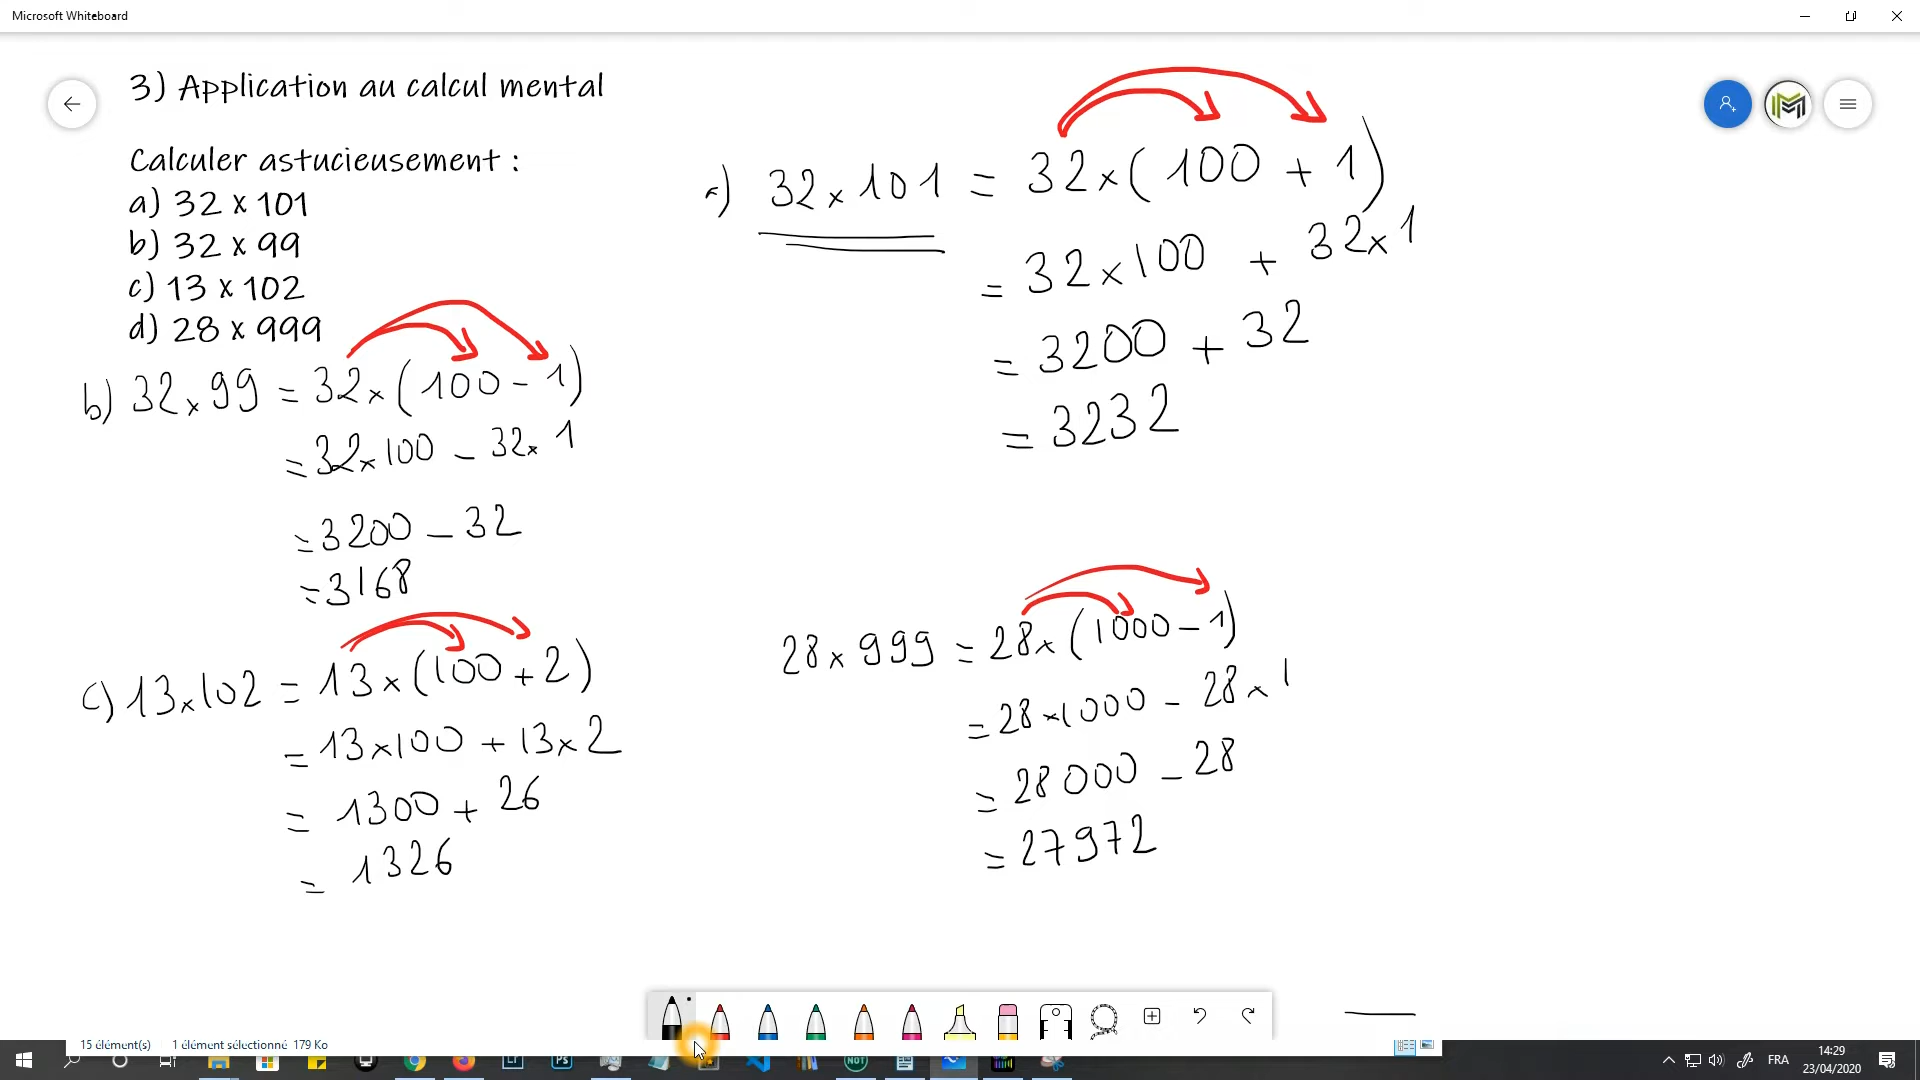 Microsoft Whiteboard
3) Application au calcul mental
Calculer astucieusement :
a) 32 x 101
b) 32 x 99
c) 13 x 102
d) 28 x 999
a) 32 x 101 = 32 x (100 + 1)
= 32 x 100 + 32 x 1
= 3200 + 32
= 3232
b) 32 x 99 = 32 x (100 - 1)
= 32 x 100 - 32 x 1
= 3200 - 32
= 3168
c) 13 x 102 = 13 x (100 + 2)
= 13 x 100 + 13 x 2
= 1300 + 26
= 1326
28 x 999 = 28 x (1000 - 1)
= 28 x 1000 - 28 x 1
= 28 000 - 28
= 27972
15 élément(s) 1 élément sélectionné 179 Ko
FRA
14:29
23/04/2020